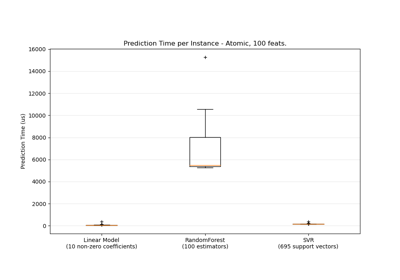 Prediction Time per Instance - Atomic, 100 feats.
Prediction Time (us)
16000
14000
12000
10000
8000
6000
4000
2000
0
Linear Model
(10 non-zero coefficients)
RandomForest
(100 estimators)
SVR
(695 support vectors)